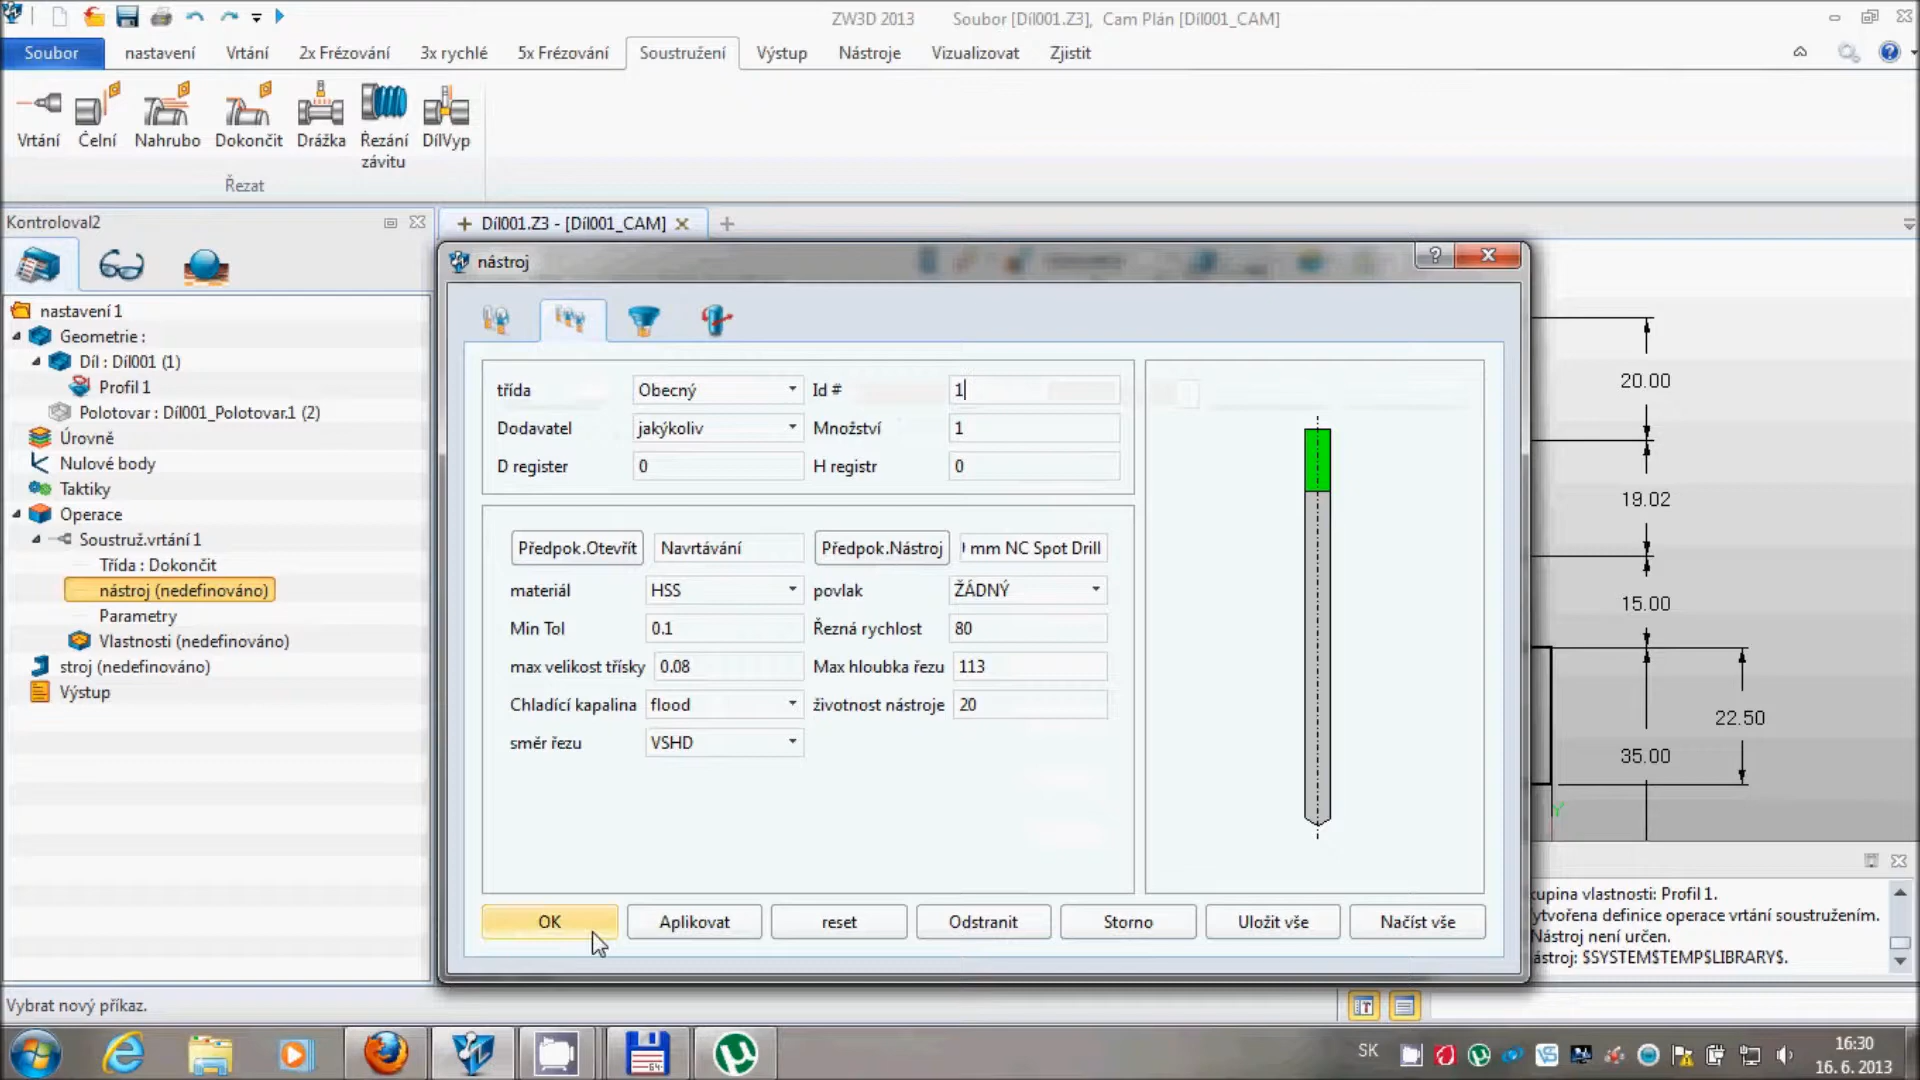 ZW3D 2013 Soubor [Díl001.Z3], Cam Plán [Díl001_CAM]
Soubor nastavení Vrtání 2x Frézování 3x rychlé 5x Frézování Soustružení Výstup Nástroje Vizualizovat Zjistit
Vrtání Čelní Nahrubo Dokončit Drážka Řezání závitu DílVyp
Řezat
Kontroloval2
Díl001.Z3 - [Díl001_CAM]
nastavení 1
Geometrie :
Díl : Díl001 (1)
Profil 1
Polotovar : Díl001_Polotovar.1 (2)
Úrovně
Nulové body
Taktiky
Operace
Soustruž.vrtání 1
Třída : Dokončit
nástroj (nedefinováno)
Parametry
Vlastnosti (nedefinováno)
stroj (nedefinováno)
Výstup
nástroj
třída Obecný Id # 1
Dodavatel jakýkoliv Množství 1
D register 0 H registr 0
Předpok.Otevřít Navrtávání Předpok.Nástroj mm NC Spot Drill
materiál HSS povlak ŽÁDNÝ
Min Tol 0.1 Řezná rychlost 80
max velikost třísky 0.08 Max hloubka řezu 113
Chladící kapalina flood životnost nástroje 20
směr řezu VSHD
OK Aplikovat reset Odstranit Storno Uložit vše Načíst vše
20.00
19.02
15.00
22.50
35.00
Y
kupina vlastnosti: Profil 1.
ytvořena definice operace vrtání soustružením.
Nástroj není určen.
ástroj: $SYSTEM$TEMP$LIBRARY$.
Vybrat nový příkaz.
SK
16:30
16. 6. 2013